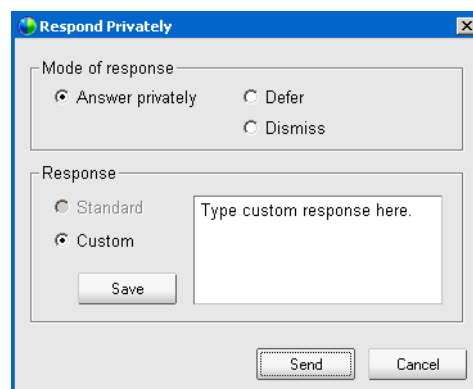 Respond Privately
Mode of response
Answer privately
Defer
Dismiss
Response
Standard
Type custom response here.
Custom
Save
Send
Cancel